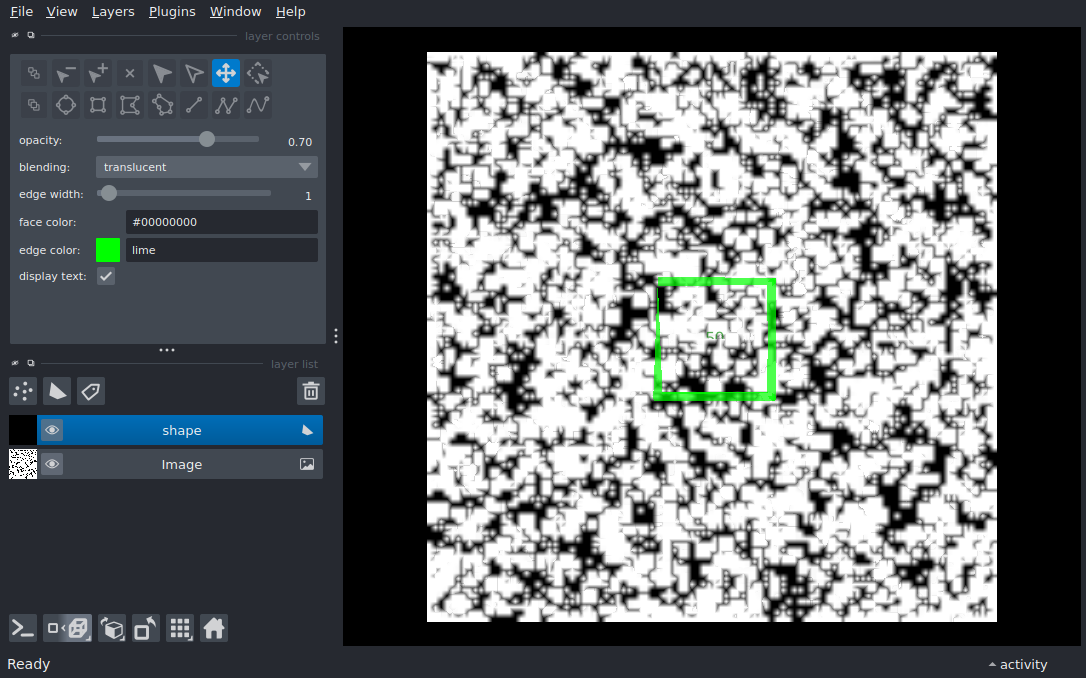 File View Layers Plugins Window Help
layer controls
opacity: 0.70
blending: translucent
edge width: 1
face color: #00000000
edge color: lime
display text:
layer list
shape
Image
50
Ready
activity